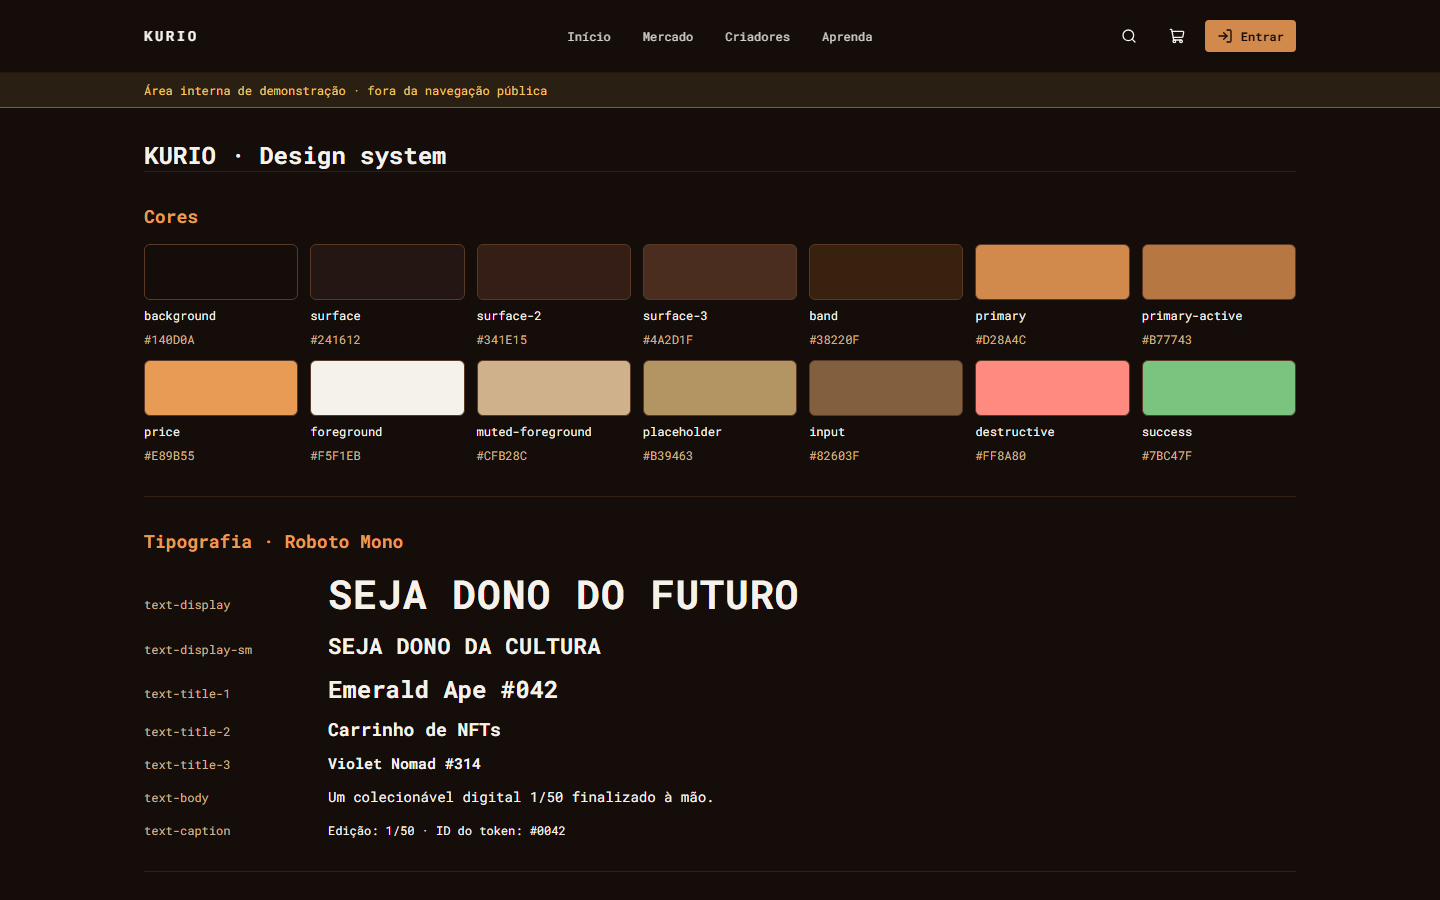 KURIO
Início Mercado Criadores Aprenda
Entrar
Área interna de demonstração · fora da navegação pública
KURIO · Design system
Cores
background surface surface-2 surface-3 band primary primary-active
#140D0A #241612 #341E15 #4A2D1F #38220F #D28A4C #B77743
price foreground muted-foreground placeholder input destructive success
#E89B55 #F5F1EB #CFB28C #B39463 #82603F #FF8A80 #7BC47F
Tipografia · Roboto Mono
text-display SEJA DONO DO FUTURO
text-display-sm SEJA DONO DA CULTURA
text-title-1 Emerald Ape #042
text-title-2 Carrinho de NFTs
text-title-3 Violet Nomad #314
text-body Um colecionável digital 1/50 finalizado à mão.
text-caption Edição: 1/50 · ID do token: #0042